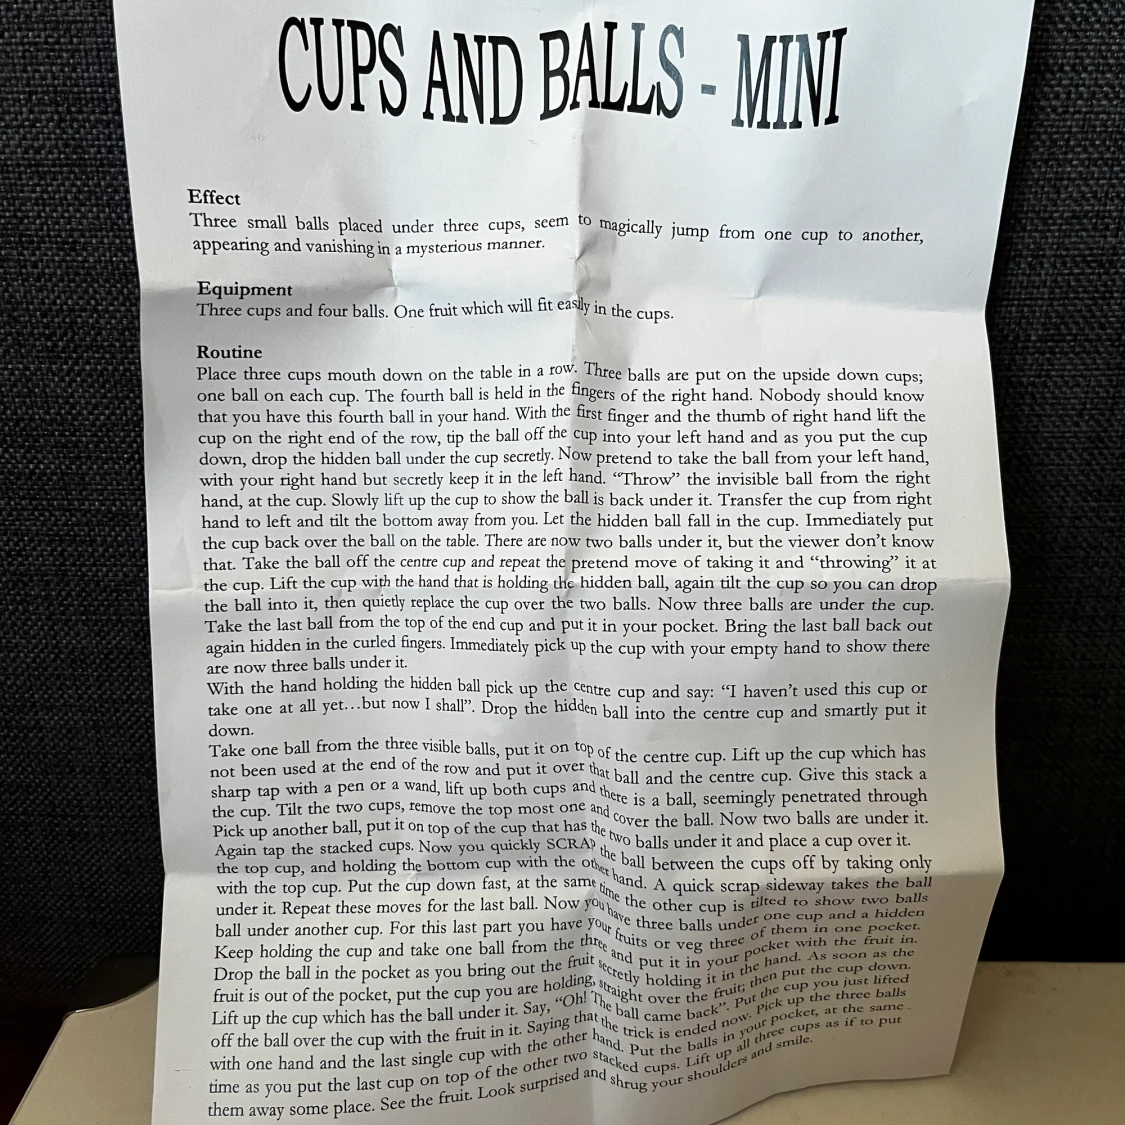 CUPS AND BALLS - MINI
Effect
Three small balls placed under three cups, seem to magically jump from one cup to another,
appearing and vanishing in a mysterious manner.
Equipment
Three cups and four balls. One fruit which will fit easily in the cups.
Routine
Place three cups mouth down on the table in a row. Three balls are put on the upside down cups;
one ball on each cup. The fourth ball is held in the fingers of the right hand. Nobody should know
that you have this fourth ball in your hand. With the first finger and the thumb of right hand lift the
cup on the right end of the row, tip the ball off the cup into your left hand and as you put the cup
down, drop the hidden ball under the cup secretly. Now pretend to take the ball from your left hand,
with your right hand but secretly keep it in the left hand. “Throw” the invisible ball from the right
hand, at the cup. Slowly lift up the cup to show the ball is back under it. Transfer the cup from right
hand to left and tilt the bottom away from you. Let the hidden ball fall in the cup. Immediately put
the cup back over the ball on the table. There are now two balls under it, but the viewer don’t know
that. Take the ball off the centre cup and repeat the pretend move of taking it and “throwing” it at
the cup. Lift the cup with the hand that is holding the hidden ball, again tilt the cup so you can drop
the ball into it, then quietly replace the cup over the two balls. Now three balls are under the cup.
Take the last ball from the top of the end cup and put it in your pocket. Bring the last ball back out
again hidden in the curled fingers. Immediately pick up the cup with your empty hand to show there
are now three balls under it.
With the hand holding the hidden ball pick up the centre cup and say: “I haven’t used this cup or
take one at all yet…but now I shall”. Drop the hidden ball into the centre cup and smartly put it
down.
Take one ball from the three visible balls, put it on top of the centre cup. Lift up the cup which has
not been used at the end of the row and put it over that ball and the centre cup. Give this stack a
sharp tap with a pen or a wand, lift up both cups and there is a ball, seemingly penetrated through
the cup. Tilt the two cups, remove the top most one and cover the ball. Now two balls are under it.
Pick up another ball, put it on top of the cup that has the two balls under it and place a cup over it.
Again tap the stacked cups. Now you quickly SCRAP the ball between the cups off by taking only
the top cup, and holding the bottom cup with the other hand. A quick scrap sideway takes the ball
with the top cup. Put the cup down fast, at the same time the other cup is tilted to show two balls
under it. Repeat these moves for the last ball. Now you have three balls under one cup and a hidden
ball under another cup. For this last part you have your fruits or veg three of them in one pocket.
Keep holding the cup and take one ball from the three and put it in your pocket with the fruit in.
Drop the ball in the pocket as you bring out the fruit secretly holding it in the hand. As soon as the
fruit is out of the pocket, put the cup you are holding, straight over the fruit; then put the cup down.
Lift up the cup which has the ball under it. Say, “Oh! The ball came back”. Put the cup you just lifted
off the ball over the cup with the fruit in it. Saying that the trick is ended now. Pick up the three balls
with one hand and the last single cup with the other hand. Put the balls in your pocket, at the same
time as you put the last cup on top of the other two stacked cups. Lift up all three cups as if to put
them away some place. See the fruit. Look surprised and shrug your shoulders and smile.